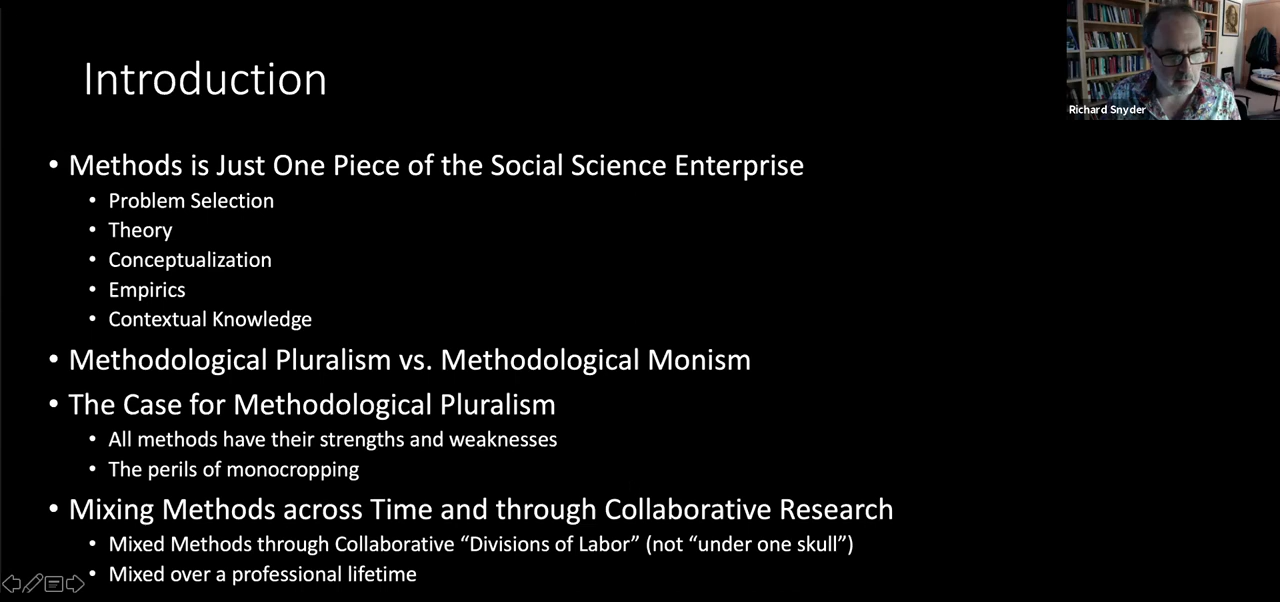 Introduction
Richard Snyder
• Methods is Just One Piece of the Social Science Enterprise
• Problem Selection
• Theory
• Conceptualization
• Empirics
• Contextual Knowledge
• Methodological Pluralism vs. Methodological Monism
• The Case for Methodological Pluralism
• All methods have their strengths and weaknesses
• The perils of monocropping
• Mixing Methods across Time and through Collaborative Research
• Mixed Methods through Collaborative “Divisions of Labor” (not “under one skull”)
• Mixed over a professional lifetime